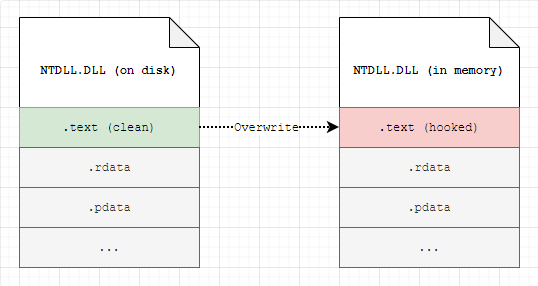 NTDLL.DLL (on disk)
NTDLL.DLL (in memory)
.text (clean)
Overwrite
.text (hooked)
.rdata
.rdata
.pdata
.pdata
...
...